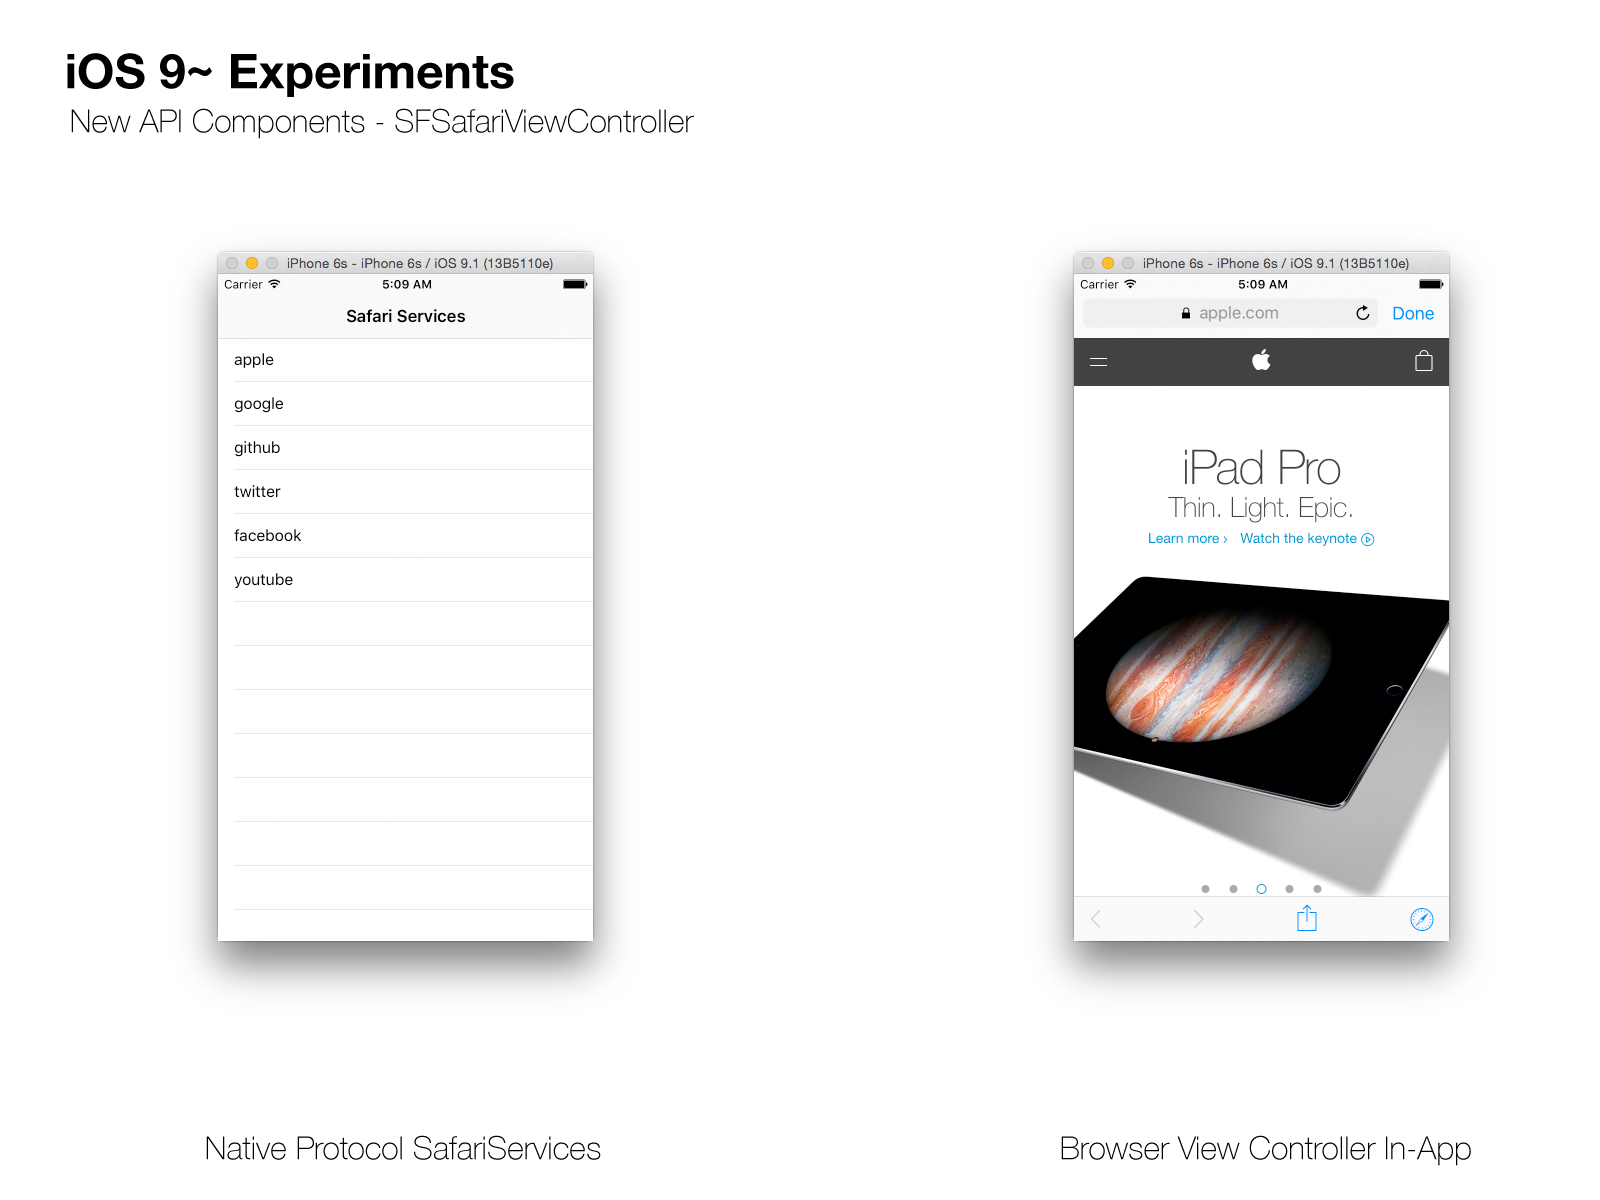 iOS 9~ Experiments
New API Components - SFSafariViewController
iPhone 6s - iPhone 6s / iOS 9.1 (13B5110e)
Carrier 5:09 AM
Safari Services
apple
google
github
twitter
facebook
youtube
Native Protocol SafariServices
iPhone 6s - iPhone 6s / iOS 9.1 (13B5110e)
Carrier 5:09 AM
apple.com Done
iPad Pro
Thin. Light. Epic.
Learn more › Watch the keynote
Browser View Controller In-App